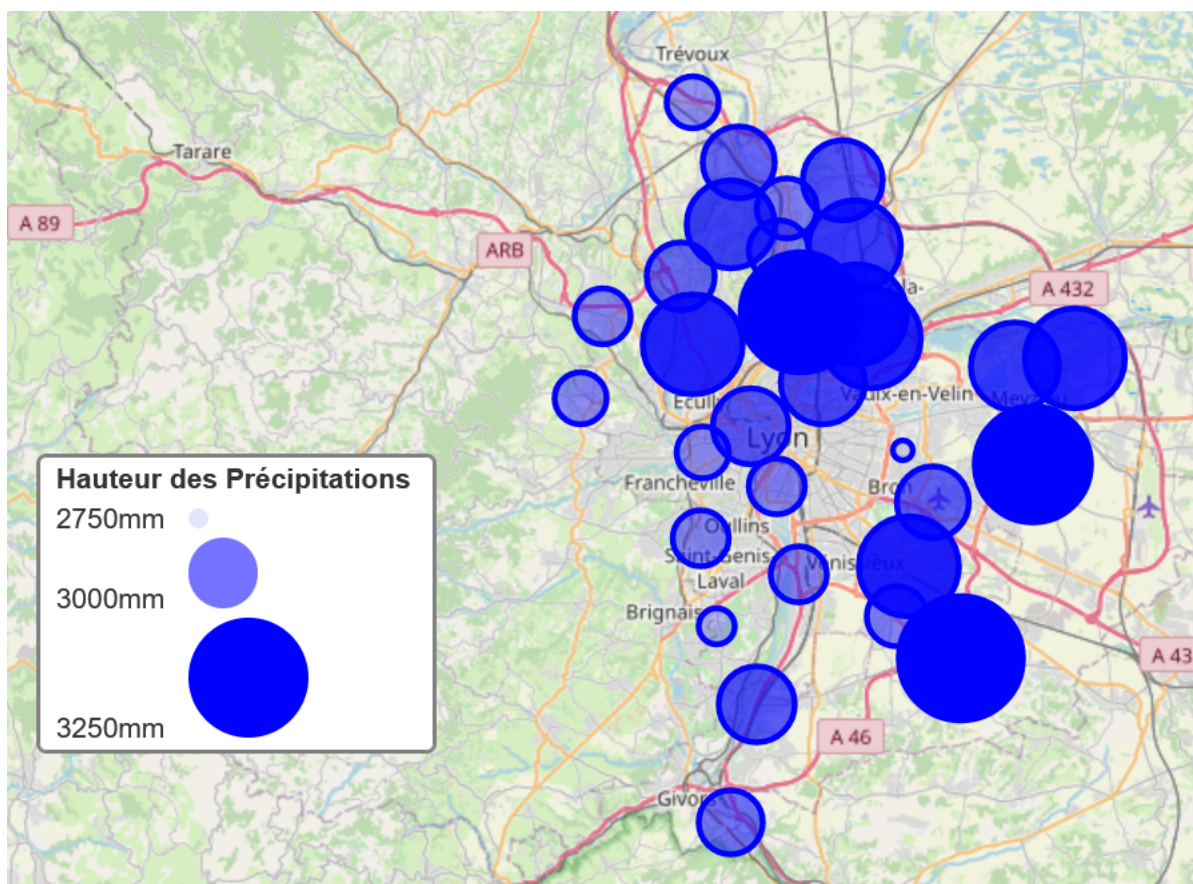 Trévoux
Tarare
A 89
ARB
A 432
-la-
Vaulx-en-Velin
Meyzieu
Lyon
Francheville
Bron
Oullins
Saint-Genis
Laval
Vénissieux
Brignais
A 43
A 46
Givors
Hauteur des Précipitations
2750mm
3000mm
3250mm